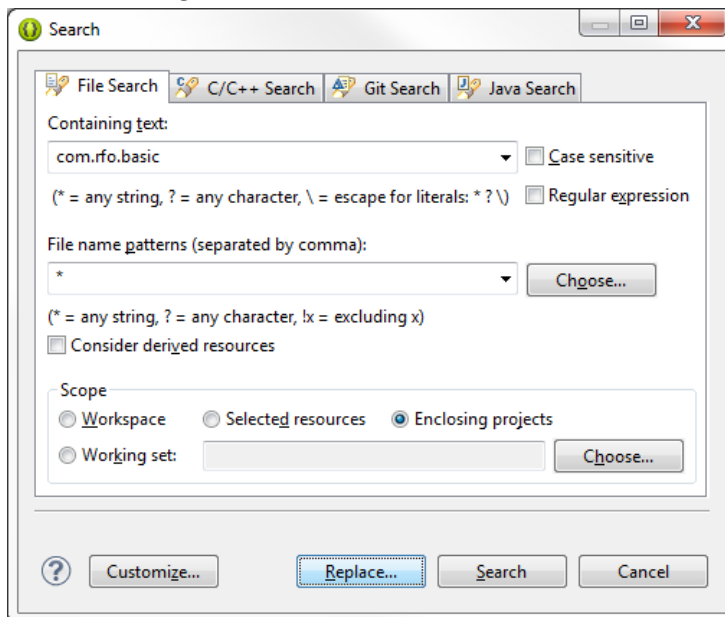 Search
File Search C/C++ Search Git Search Java Search
Containing text:
com.rfo.basic Case sensitive
(* = any string, ? = any character, \ = escape for literals: * ? \) Regular expression
File name patterns (separated by comma):
* Choose...
(* = any string, ? = any character, !x = excluding x)
Consider derived resources
Scope
Workspace Selected resources Enclosing projects
Working set: Choose...
? Customize... Replace... Search Cancel